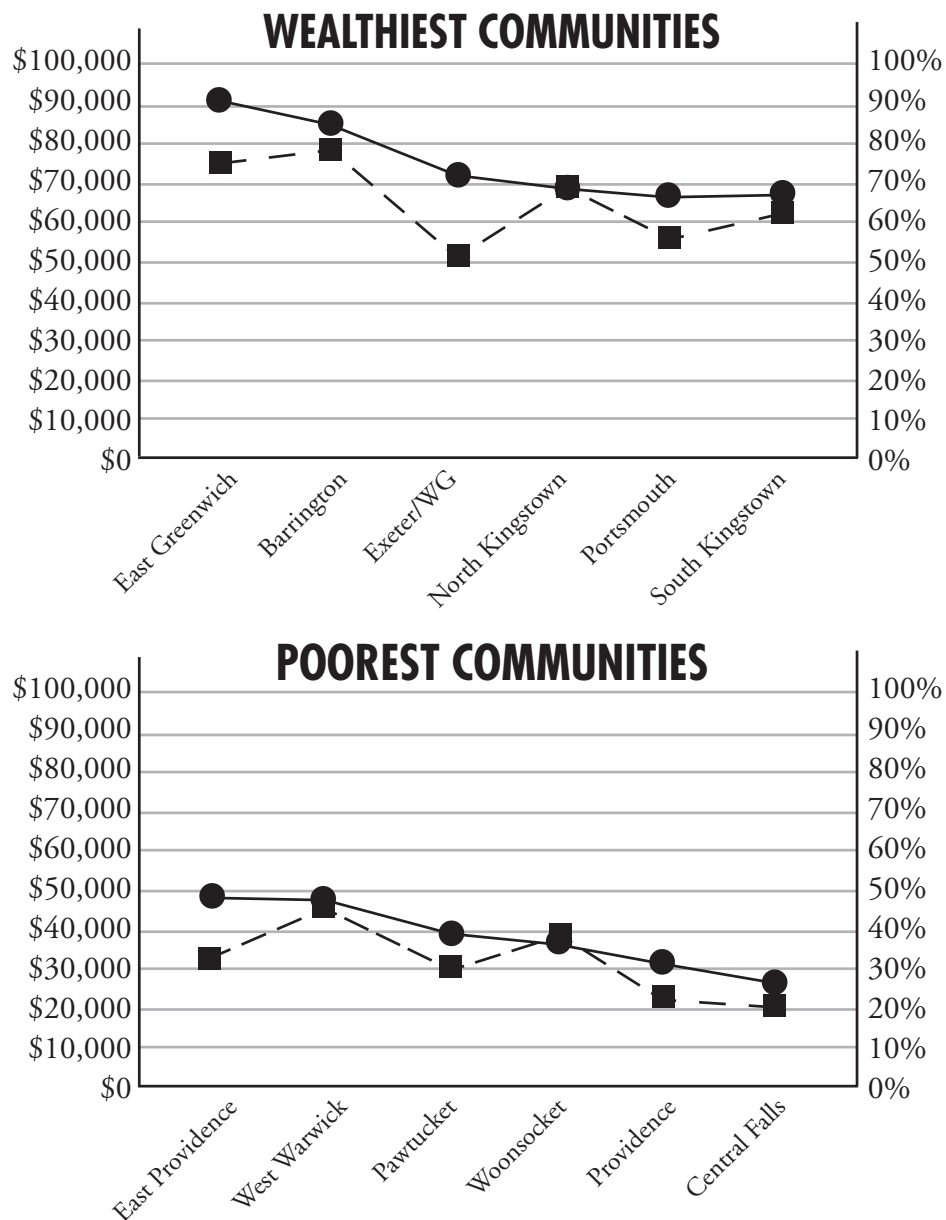 WEALTHIEST COMMUNITIES
$100,000 100%
$90,000 90%
$80,000 80%
$70,000 70%
$60,000 60%
$50,000 50%
$40,000 40%
$30,000 30%
$20,000 20%
$10,000 10%
$0 0%
East Greenwich
Barrington
Exeter/WG
North Kingstown
Portsmouth
South Kingstown
POOREST COMMUNITIES
$100,000 100%
$90,000 90%
$80,000 80%
$70,000 70%
$60,000 60%
$50,000 50%
$40,000 40%
$30,000 30%
$20,000 20%
$10,000 10%
$0 0%
East Providence
West Warwick
Pawtucket
Woonsocket
Providence
Central Falls